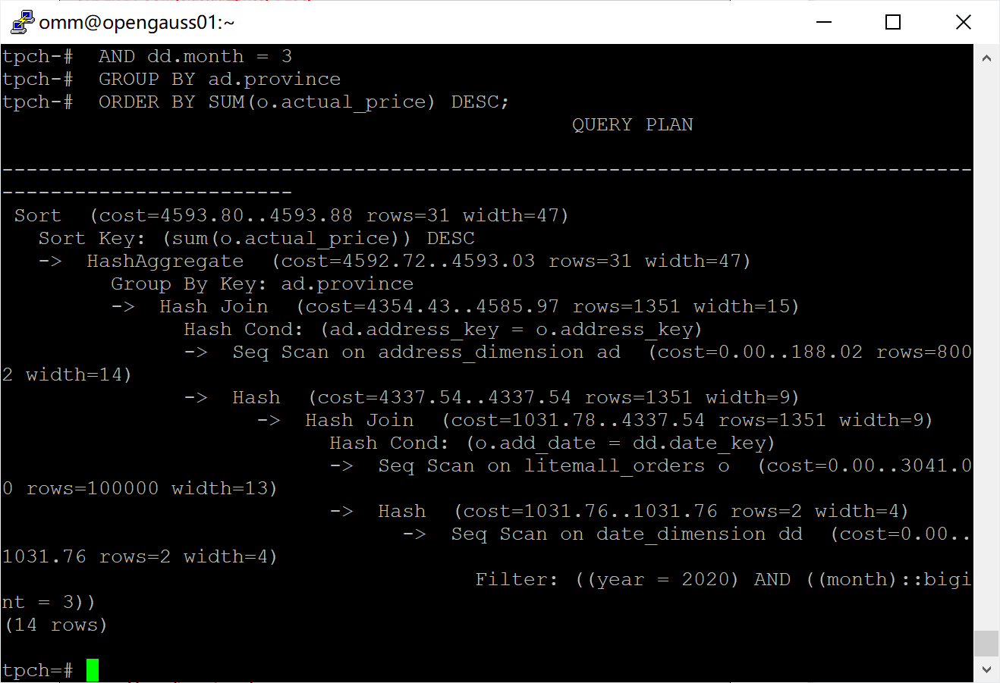 omm@opengauss01:~
tpch-#  AND dd.month = 3
tpch-#  GROUP BY ad.province
tpch-#  ORDER BY SUM(o.actual_price) DESC;
QUERY PLAN
--------------------------------------------------------------------------------
------------------------
 Sort  (cost=4593.80..4593.88 rows=31 width=47)
   Sort Key: (sum(o.actual_price)) DESC
   ->  HashAggregate  (cost=4592.72..4593.03 rows=31 width=47)
         Group By Key: ad.province
         ->  Hash Join  (cost=4354.43..4585.97 rows=1351 width=15)
               Hash Cond: (ad.address_key = o.address_key)
               ->  Seq Scan on address_dimension ad  (cost=0.00..188.02 rows=800
2 width=14)
               ->  Hash  (cost=4337.54..4337.54 rows=1351 width=9)
                     ->  Hash Join  (cost=1031.78..4337.54 rows=1351 width=9)
                           Hash Cond: (o.add_date = dd.date_key)
                           ->  Seq Scan on litemall_orders o  (cost=0.00..3041.0
0 rows=100000 width=13)
                           ->  Hash  (cost=1031.76..1031.76 rows=2 width=4)
                                 ->  Seq Scan on date_dimension dd  (cost=0.00..
1031.76 rows=2 width=4)
                                       Filter: ((year = 2020) AND ((month)::bigi
nt = 3))
(14 rows)
tpch=#